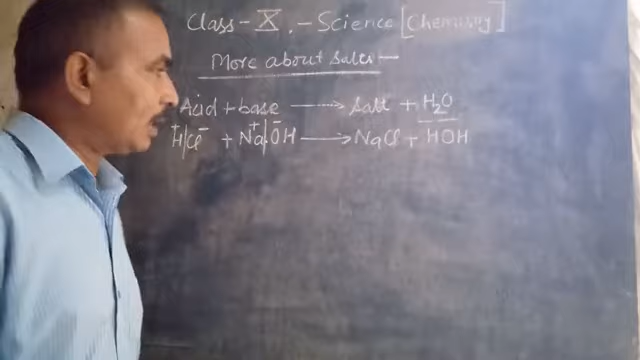 Class - X, - Science [Chemistry]
More about Salts -
Acid + base → Salt + H₂O
H⁺/Cl⁻ + Na⁺/OH⁻ → NaCl + HOH